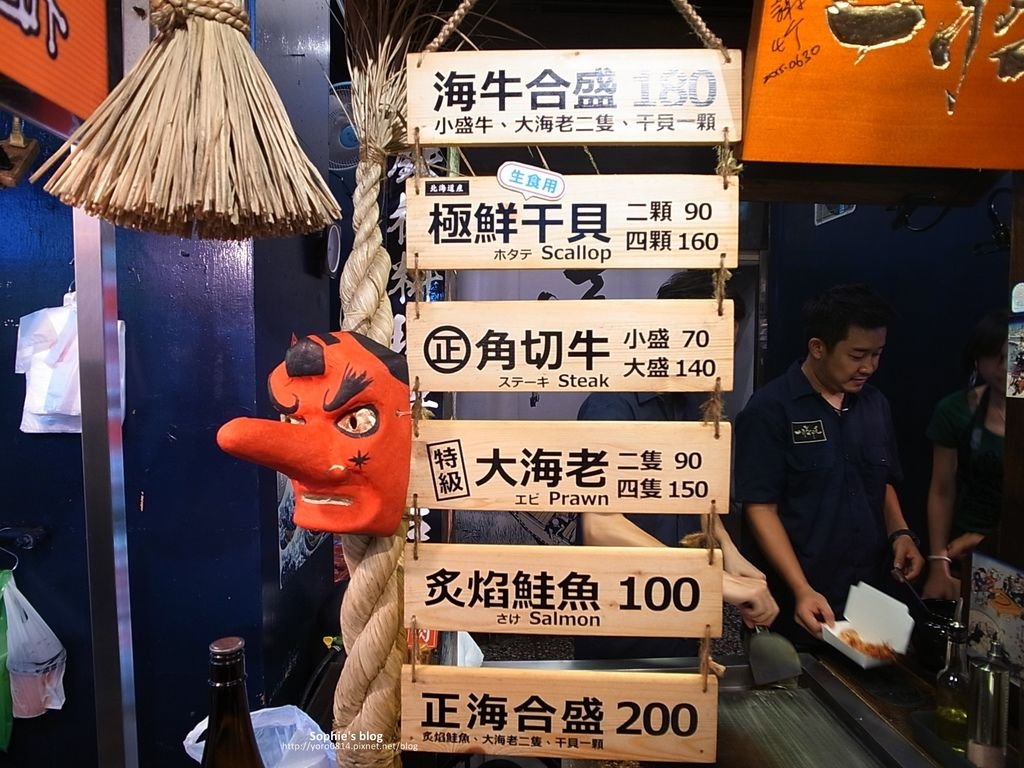 海牛合盛 180
小盛牛、大海老二隻、干貝一顆
北海道産
生食用
極鮮干貝
二顆 90
四顆 160
ホタテ Scallop
正 角切牛
小盛 70
大盛 140
ステーキ Steak
特級
大海老
二隻 90
四隻 150
エビ Prawn
炙焰鮭魚 100
さけ Salmon
正海合盛 200
炙焰鮭魚、大海老二隻、干貝一顆
Sophie's blog
http://yoro0814.pixnet.net/blog